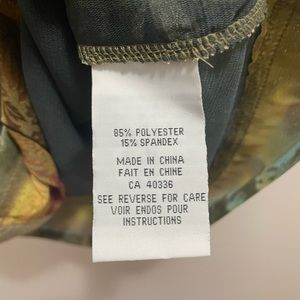 85% POLYESTER
15% SPANDEX
MADE IN CHINA
FAIT EN CHINE
CA 40336
SEE REVERSE FOR CARE
VOIR ENDOS POUR
INSTRUCTIONS